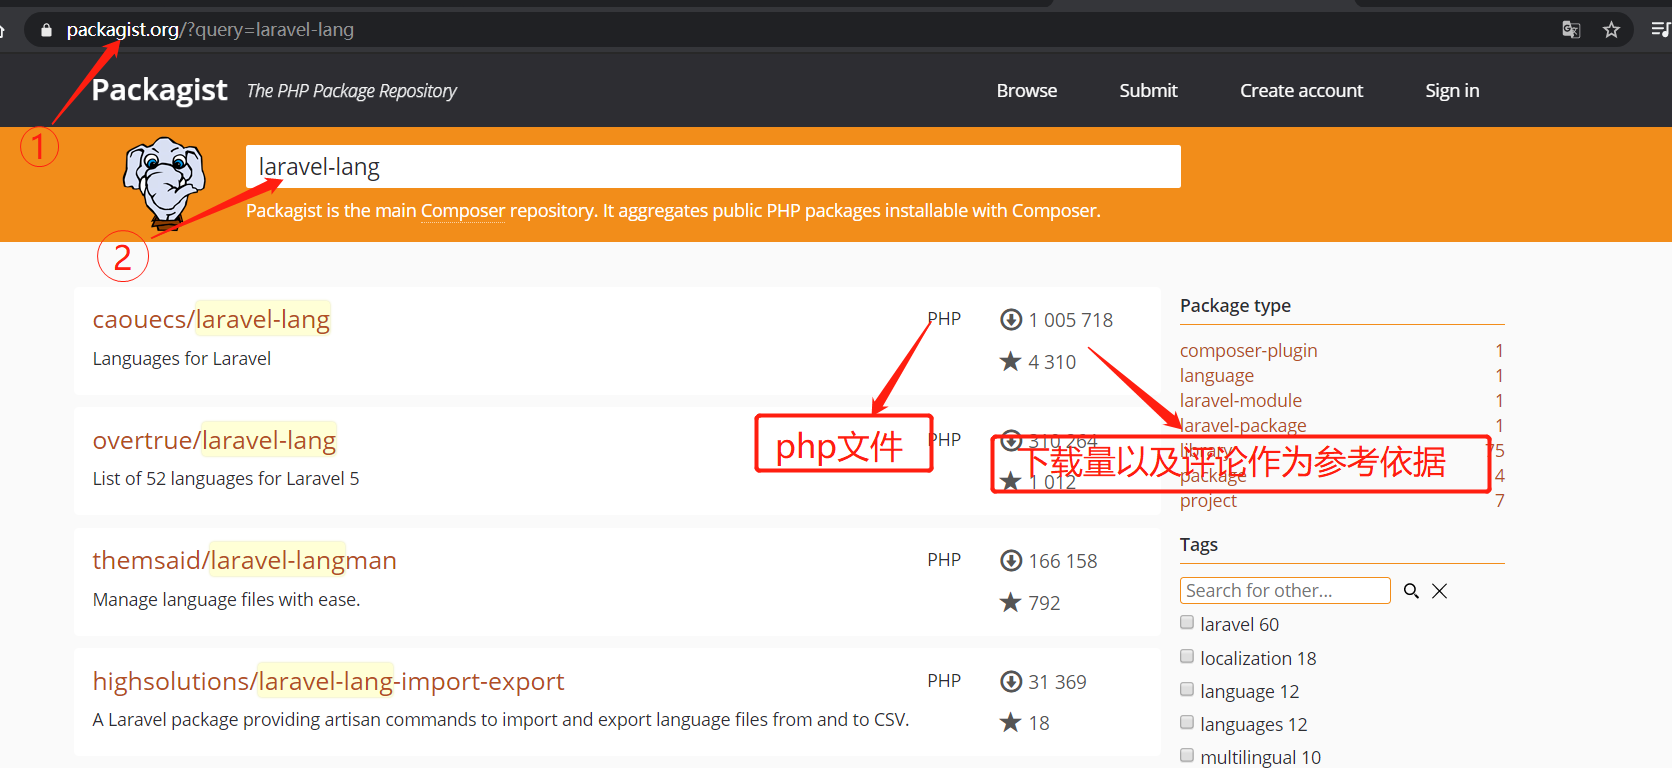 packagist.org/?query=laravel-lang
Packagist The PHP Package Repository Browse Submit Create account Sign in
1
laravel-lang
Packagist is the main Composer repository. It aggregates public PHP packages installable with Composer.
2
caouecs/laravel-lang PHP 1 005 718
Languages for Laravel 4 310
php文件
overtrue/laravel-lang PHP 310 264
List of 52 languages for Laravel 5 1 012
下载量以及评论作为参考依据
themsaid/laravel-langman PHP 166 158
Manage language files with ease. 792
highsolutions/laravel-lang-import-export PHP 31 369
A Laravel package providing artisan commands to import and export language files from and to CSV. 18
Package type
composer-plugin 1
language 1
laravel-module 1
laravel-package 1
library 75
package 4
project 7
Tags
Search for other...
laravel 60
localization 18
language 12
languages 12
multilingual 10